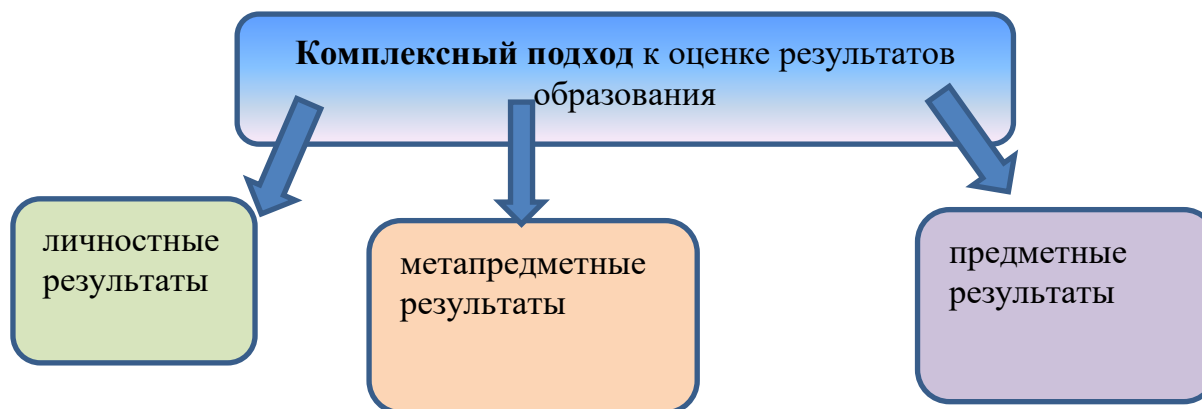 Комплексный подход к оценке результатов
образования
личностные
результаты
метапредметные
результаты
предметные
результаты